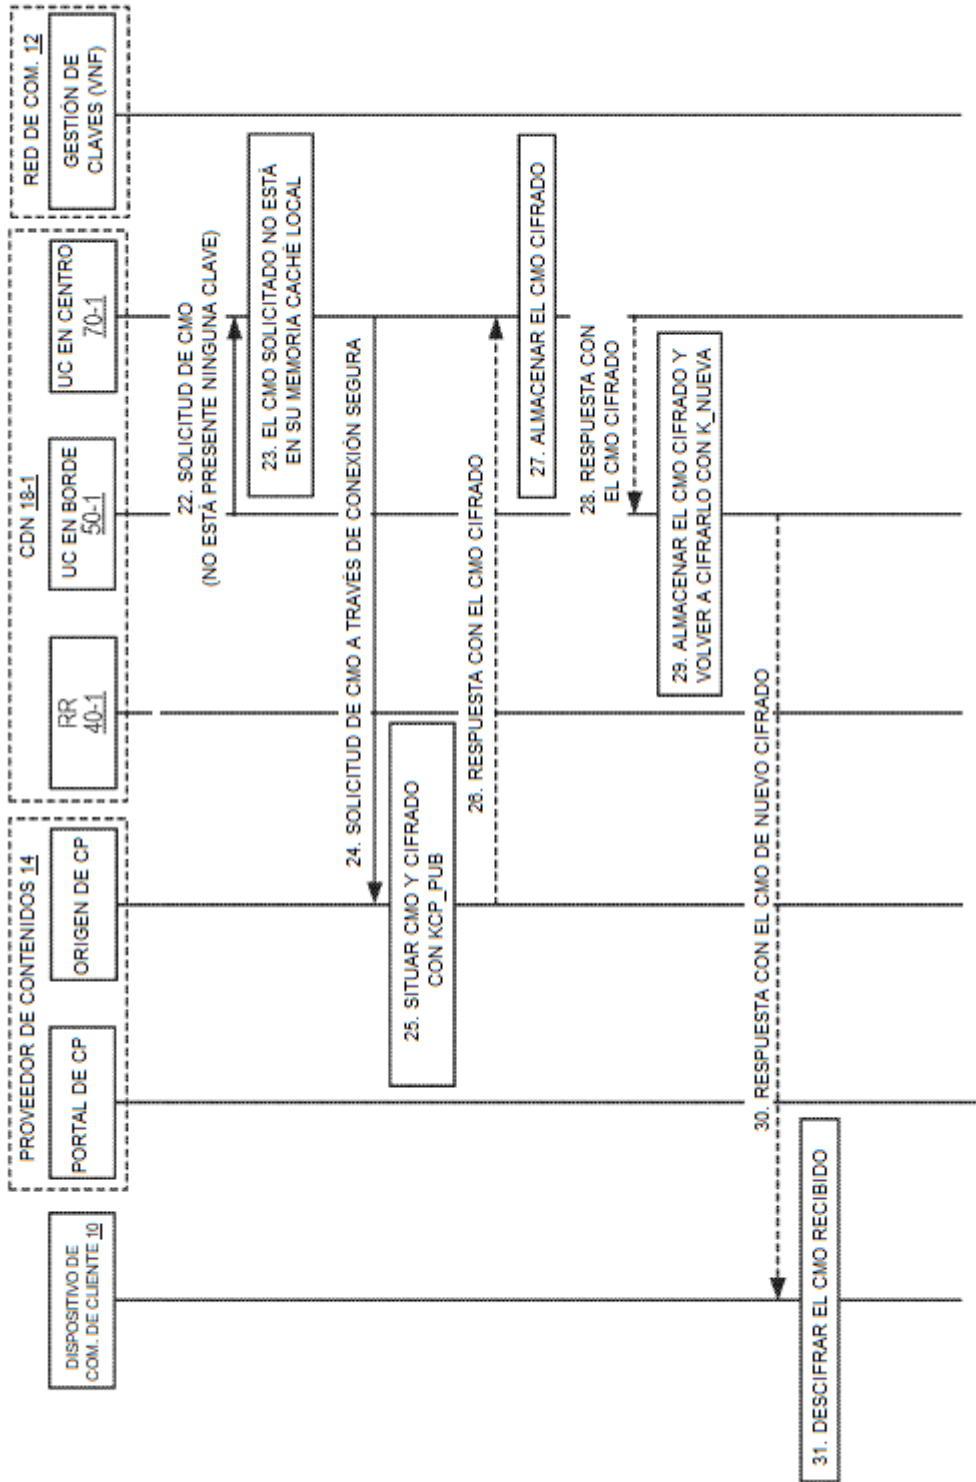 DISPOSITIVO DE
COM. DE CLIENTE 10
PROVEEDOR DE CONTENIDOS 14
PORTAL DE CP
ORIGEN DE CP
CDN 18-1
RR
40-1
UC EN BORDE
50-1
UC EN CENTRO
70-1
RED DE COM. 12
GESTIÓN DE
CLAVES (VNF)
22. SOLICITUD DE CMO
(NO ESTÁ PRESENTE NINGUNA CLAVE)
23. EL CMO SOLICITADO NO ESTÁ
EN SU MEMORIA CACHÉ LOCAL
24. SOLICITUD DE CMO A TRAVÉS DE CONEXIÓN SEGURA
25. SITUAR CMO Y CIFRADO
CON KCP_PUB
26. RESPUESTA CON EL CMO CIFRADO
27. ALMACENAR EL CMO CIFRADO
28. RESPUESTA CON
EL CMO CIFRADO
29. ALMACENAR EL CMO CIFRADO Y
VOLVER A CIFRARLO CON K_NUEVA
30. RESPUESTA CON EL CMO DE NUEVO CIFRADO
31. DESCIFRAR EL CMO RECIBIDO